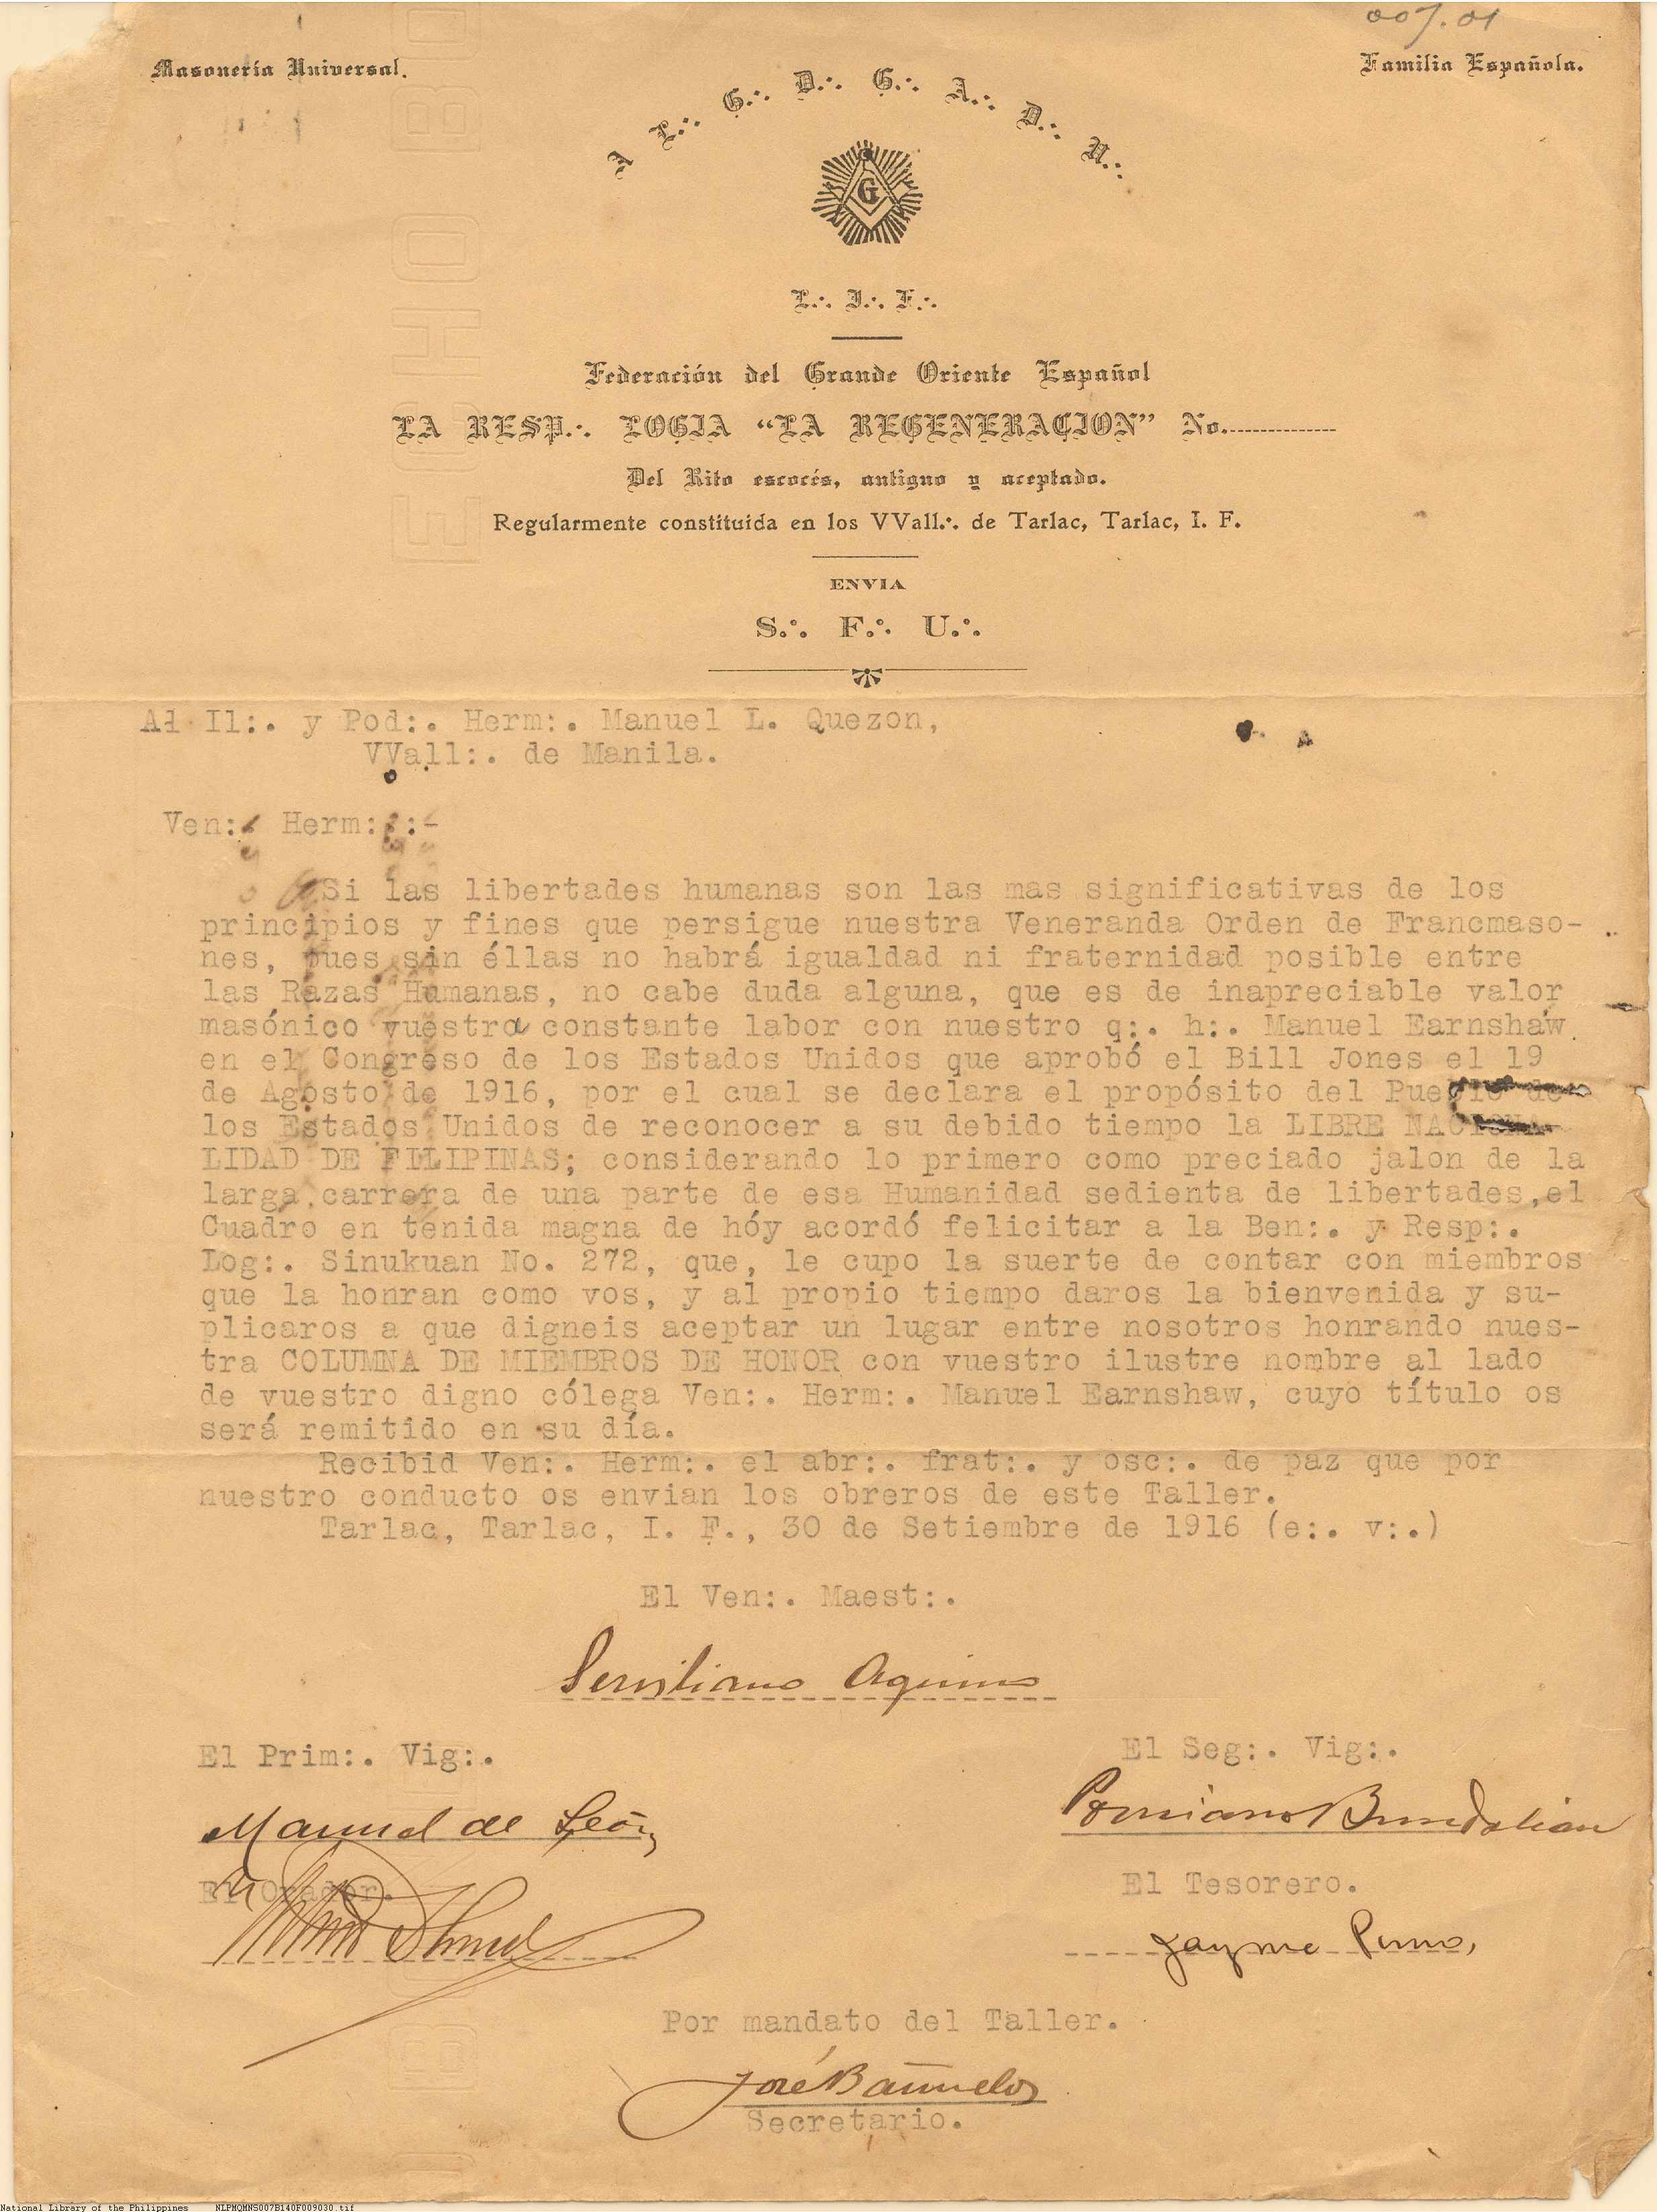 007.01
Masonería Universal.
Familia Española.
A L.·. G.·. D.·. G.·. A.·. D.·. U.·.
G
L.·. I.·. F.·.
Federación del Grande Oriente Español
LA RESP.·. LOGIA “LA REGENERACION” No.
Del Rito escocés, antiguo y aceptado.
Regularmente constituida en los VVall.·. de Tarlac, Tarlac, I. F.
ENVIA
S.·. F.·. U.·.
Al Il:. y Pod:. Herm:. Manuel L. Quezon,
VVall:. de Manila.
Ven:. Herm:.:-
Si las libertades humanas son las mas significativas de los
principios y fines que persigue nuestra Veneranda Orden de Francmaso-
nes, pues sin éllas no habrá igualdad ni fraternidad posible entre
las Razas Humanas, no cabe duda alguna, que es de inapreciable valor
masónico vuestra constante labor con nuestro q:. h:. Manuel Earnshaw
en el Congreso de los Estados Unidos que aprobó el Bill Jones el 19
de Agosto de 1916, por el cual se declara el propósito del Pueblo de
los Estados Unidos de reconocer a su debido tiempo la LIBRE NACIONA-
LIDAD DE FILIPINAS; considerando lo primero como preciado jalon de la
larga carrera de una parte de esa Humanidad sedienta de libertades,el
Cuadro en tenida magna de hóy acordó felicitar a la Ben:. y Resp:.
Log:. Sinukuan No. 272, que, le cupo la suerte de contar con miembros
que la honran como vos, y al propio tiempo daros la bienvenida y su-
plicaros a que digneis aceptar un lugar entre nosotros honrando nues-
tra COLUMNA DE MIEMBROS DE HONOR con vuestro ilustre nombre al lado
de vuestro digno cólega Ven:. Herm:. Manuel Earnshaw, cuyo título os
será remitido en su día.
Recibid Ven:. Herm:. el abr:. frat:. y osc:. de paz que por
nuestro conducto os envian los obreros de este Taller.
Tarlac, Tarlac, I. F., 30 de Setiembre de 1916 (e:. v:.)
El Ven:. Maest:.
Servillano Aquino
El Prim:. Vig:.
El Seg:. Vig:.
Manuel de León
Ponciano Bundalian
El Orador.
El Tesorero.
Jayme Puno,
Por mandato del Taller.
José Bañuelos
Secretario.
National Library of the Philippines NLPMQMNS007B140F009030.tif